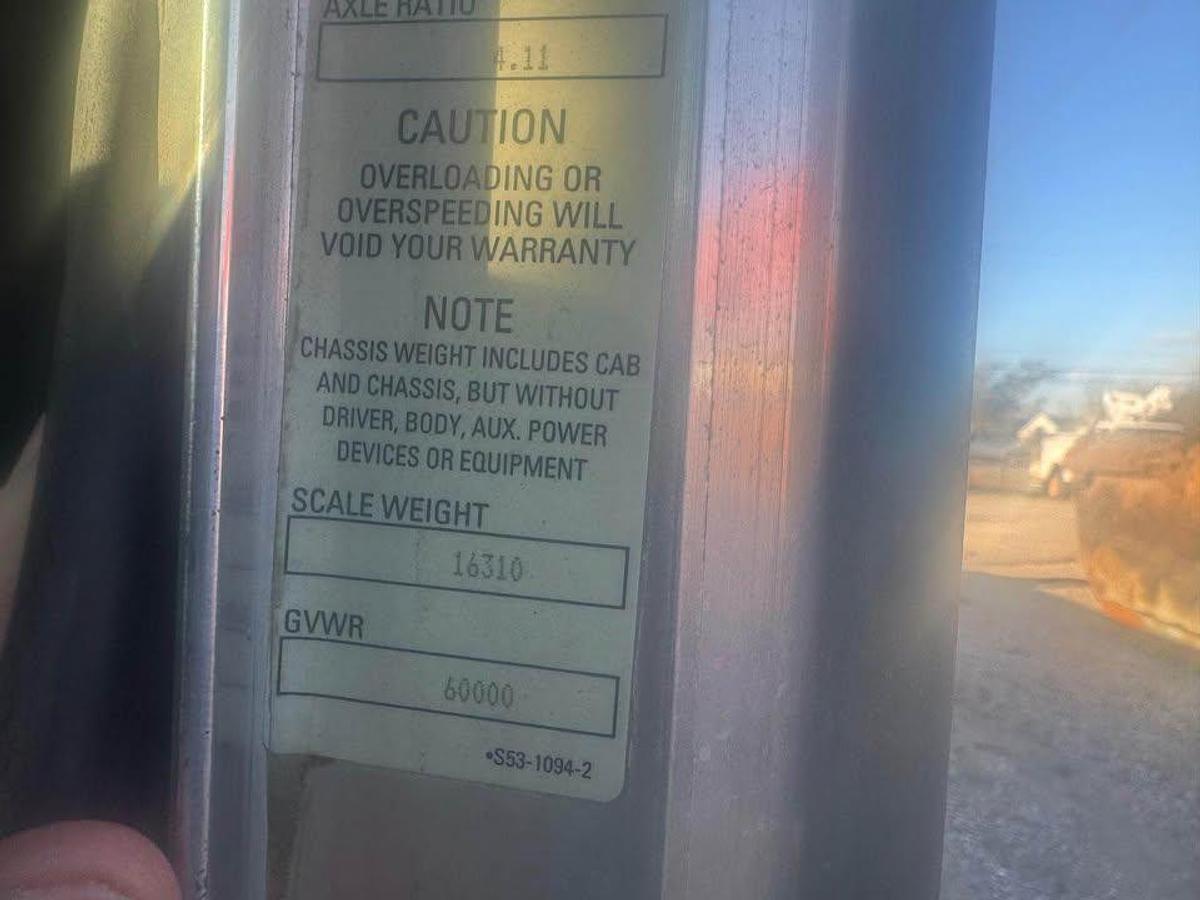 AXLE RATIO
4.11
CAUTION
OVERLOADING OR
OVERSPEEDING WILL
VOID YOUR WARRANTY
NOTE
CHASSIS WEIGHT INCLUDES CAB
AND CHASSIS, BUT WITHOUT
DRIVER, BODY, AUX. POWER
DEVICES OR EQUIPMENT
SCALE WEIGHT
16310
GVWR
60000
•S53-1094-2